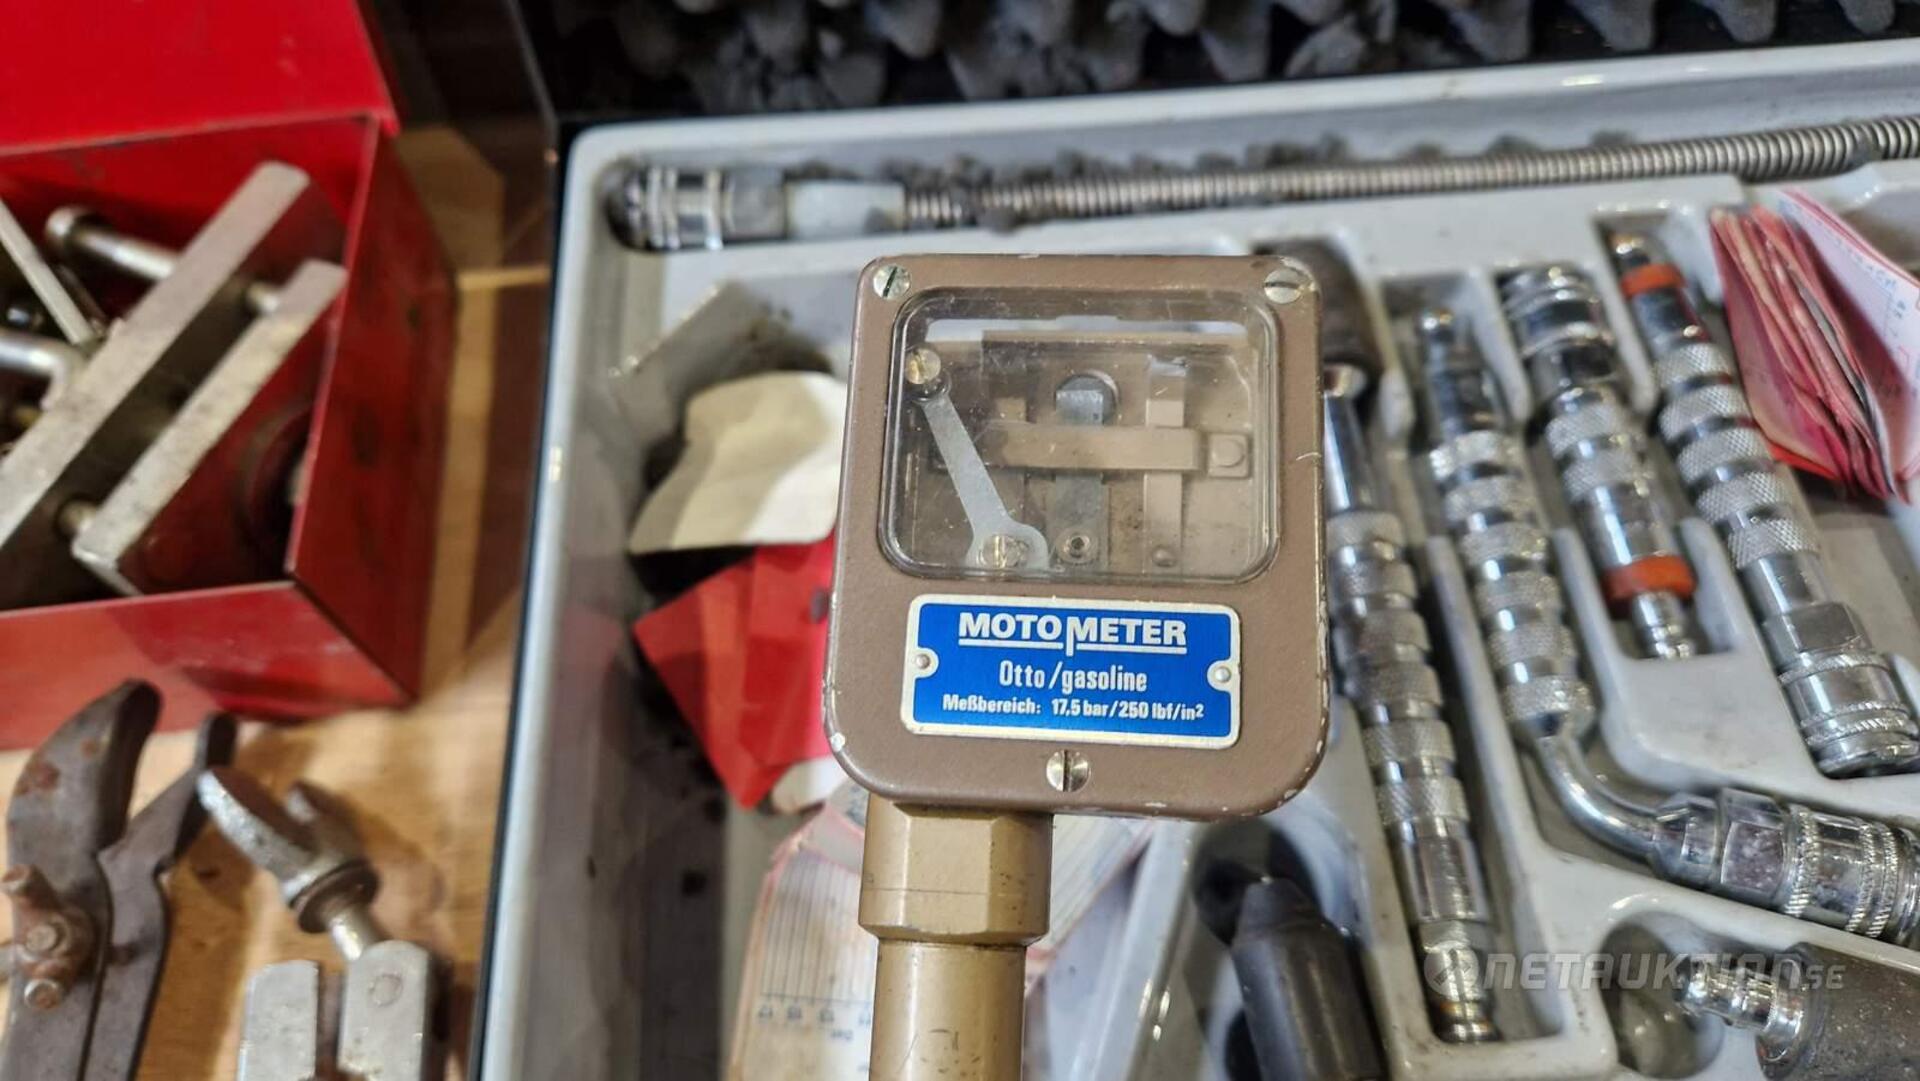 MOTOMETER
Otto/gasoline
Meßbereich: 17,5 bar/250 lbf/in²
NETAUKTION.SE